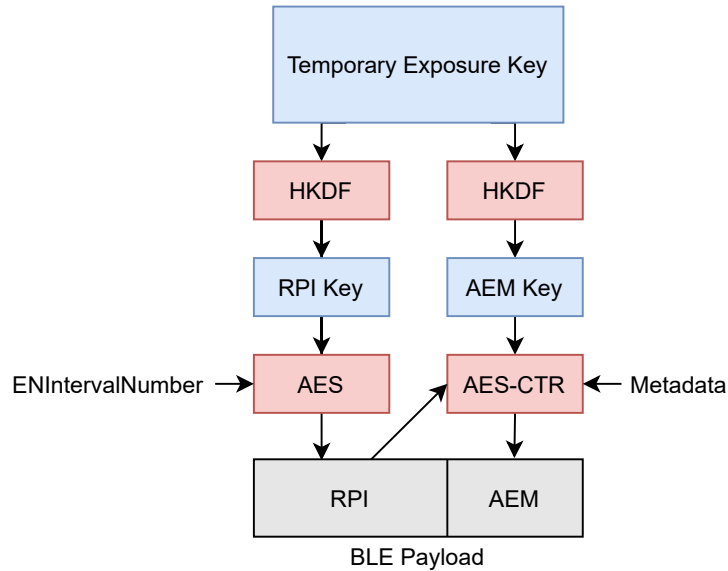 Temporary Exposure Key
HKDF
HKDF
RPI Key
AEM Key
ENIntervalNumber
AES
AES-CTR
Metadata
RPI
AEM
BLE Payload